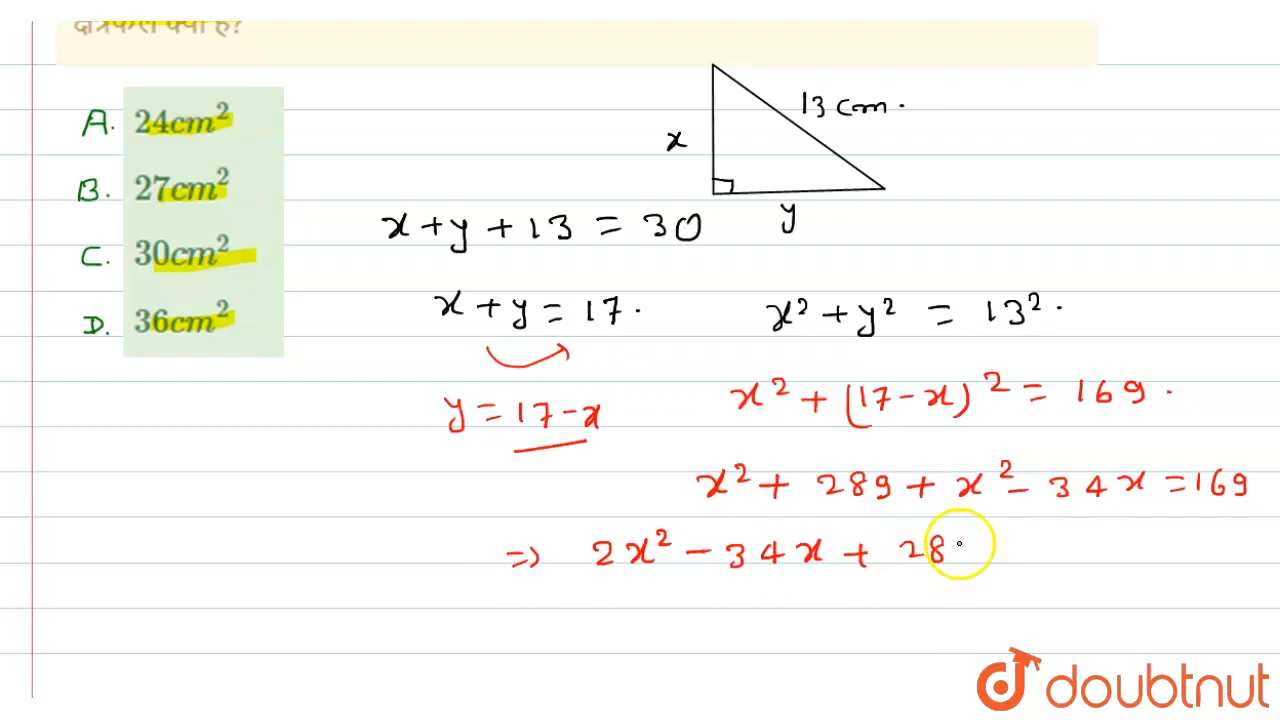 क्षेत्रफल क्या है?
A. 24cm²
B. 27cm²
C. 30cm²
D. 36cm²
13 cm.
x
y
x + y + 13 = 30
x + y = 17.
x² + y² = 13².
y = 17 - x
x² + (17 - x)² = 169.
x² + 289 + x² - 34x = 169
⇒ 2x² - 34x + 28
doubtnut